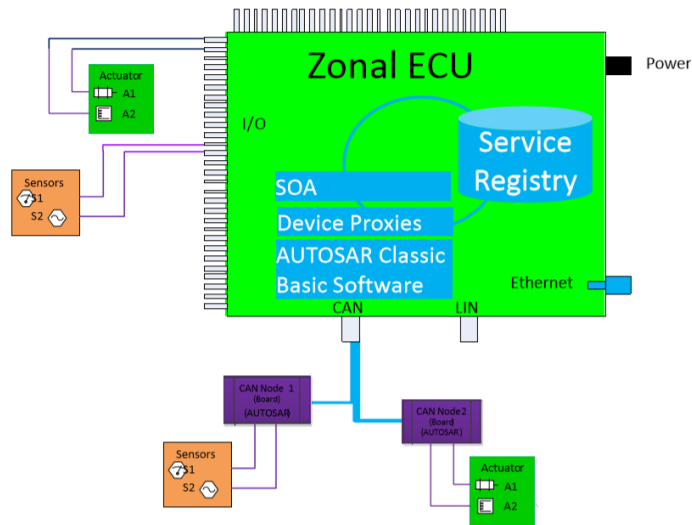 Zonal ECU
Power
Actuator
A1
A2
I/O
Service
Registry
Sensors
S1
S2
SOA
Device Proxies
AUTOSAR Classic
Basic Software
Ethernet
CAN
LIN
CAN Node 1
(Board)
(AUTOSAR)
CAN Node2
(Board)
(AUTOSAR)
Sensors
S1
S2
Actuator
A1
A2